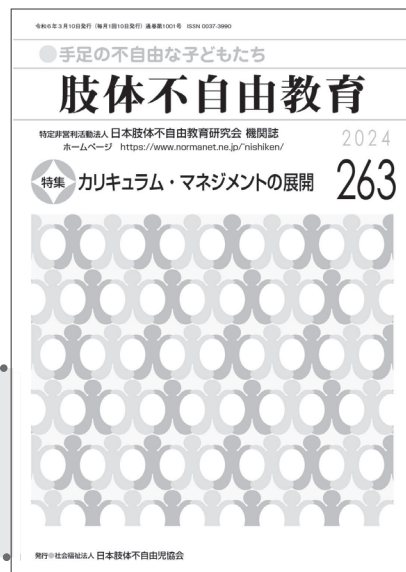 令和6年3月10日発行（毎月1回10日発行）通巻第1001号 ISSN 0037-3990
●手足の不自由な子どもたち
肢体不自由教育
特定非営利活動法人 日本肢体不自由教育研究会 機関誌
ホームページ https://www.normanet.ne.jp/~nishiken/
2024
特集 カリキュラム・マネジメントの展開 263
発行◎社会福祉法人 日本肢体不自由児協会